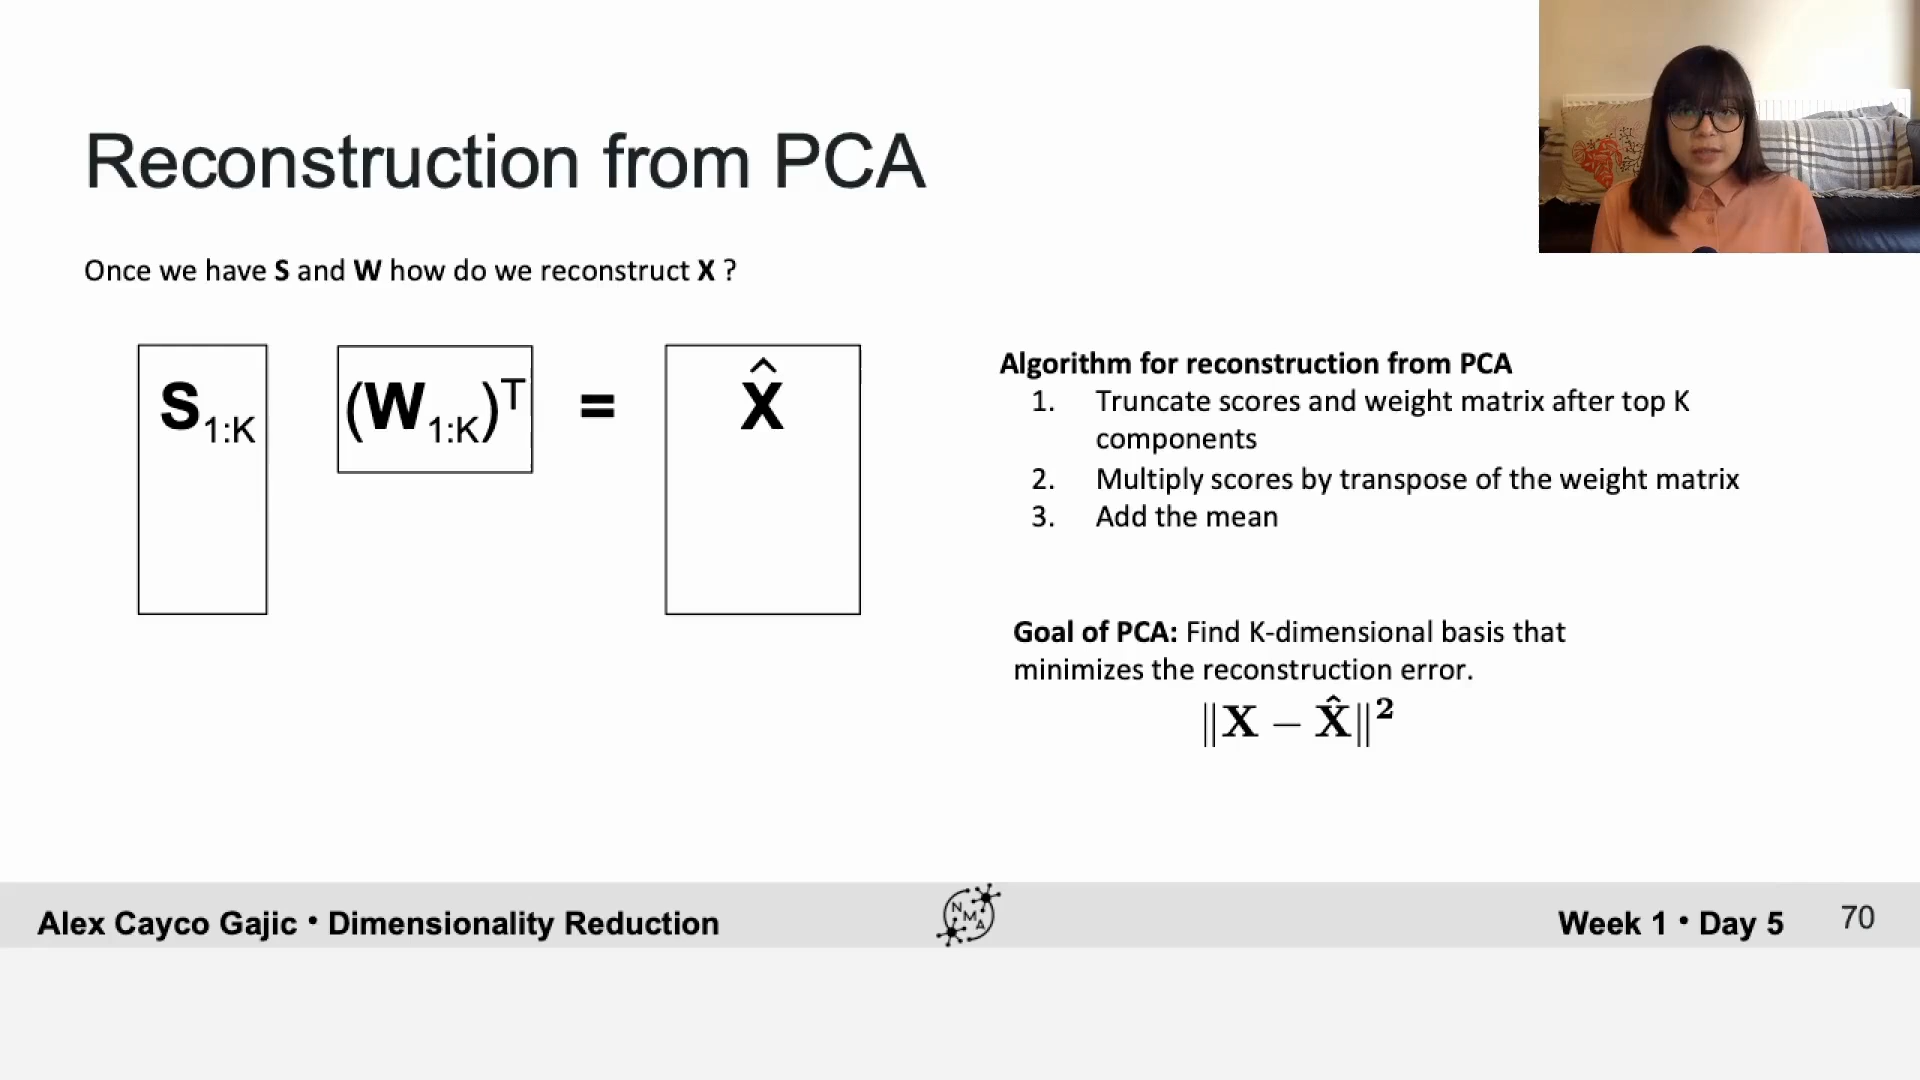 Reconstruction from PCA
Once we have S and W how do we reconstruct X ?
S1:K (W1:K)T = X̂
Algorithm for reconstruction from PCA
1. Truncate scores and weight matrix after top K
components
2. Multiply scores by transpose of the weight matrix
3. Add the mean
Goal of PCA: Find K-dimensional basis that
minimizes the reconstruction error.
‖X − X̂‖²
Alex Cayco Gajic • Dimensionality Reduction
NMA
Week 1 • Day 5
70